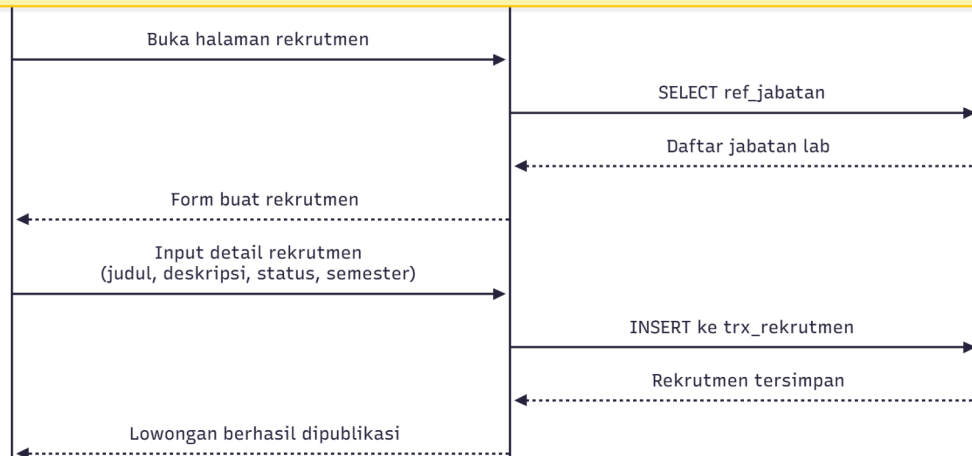 Buka halaman rekrutmen
SELECT ref_jabatan
Daftar jabatan lab
Form buat rekrutmen
Input detail rekrutmen
(judul, deskripsi, status, semester)
INSERT ke trx_rekrutmen
Rekrutmen tersimpan
Lowongan berhasil dipublikasi